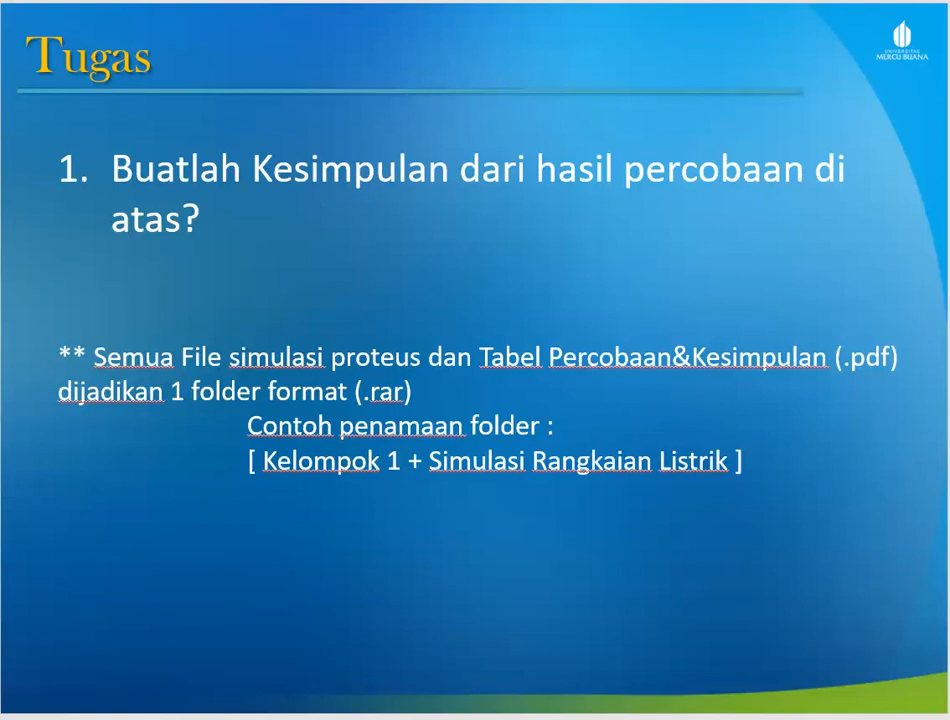 Tugas
UNIVERSITAS
MERCU BUANA
1. Buatlah Kesimpulan dari hasil percobaan di
atas?
** Semua File simulasi proteus dan Tabel Percobaan&Kesimpulan (.pdf)
dijadikan 1 folder format (.rar)
Contoh penamaan folder :
[ Kelompok 1 + Simulasi Rangkaian Listrik ]